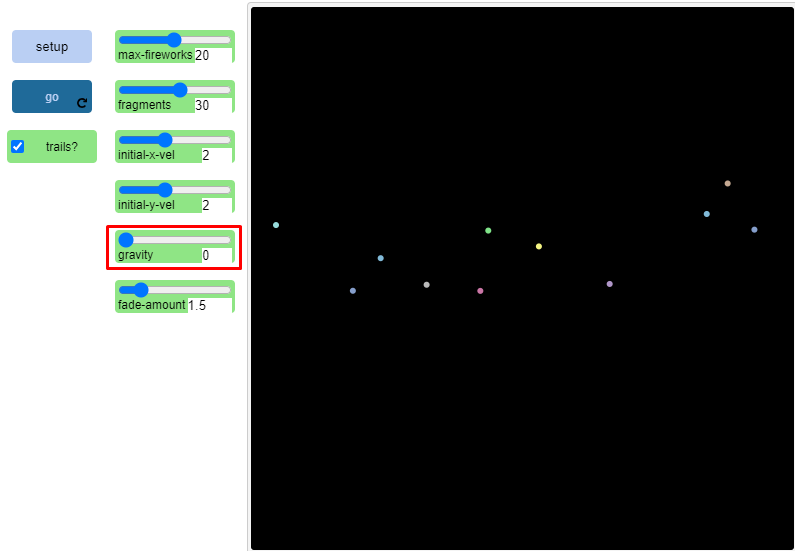 setup
go
trails?
max-fireworks 20
fragments 30
initial-x-vel 2
initial-y-vel 2
gravity 0
fade-amount 1.5